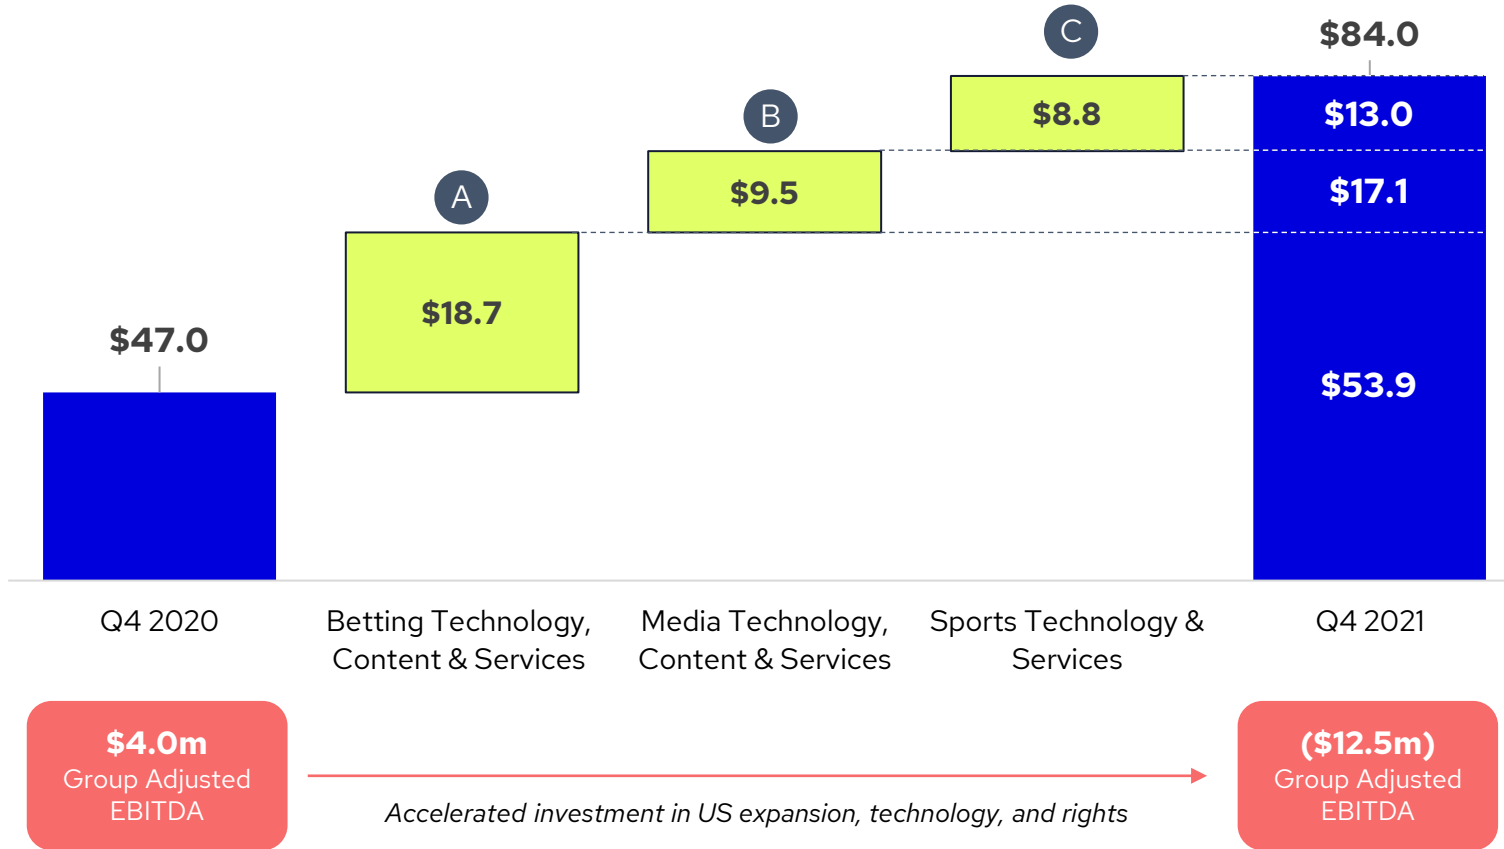 C
$84.0
$8.8
$13.0
B
$9.5
$17.1
A
$18.7
$47.0
$53.9
Q4 2020
Betting Technology,
Content & Services
Media Technology,
Content & Services
Sports Technology &
Services
Q4 2021
$4.0m
Group Adjusted
EBITDA
Accelerated investment in US expansion, technology, and rights
($12.5m)
Group Adjusted
EBITDA